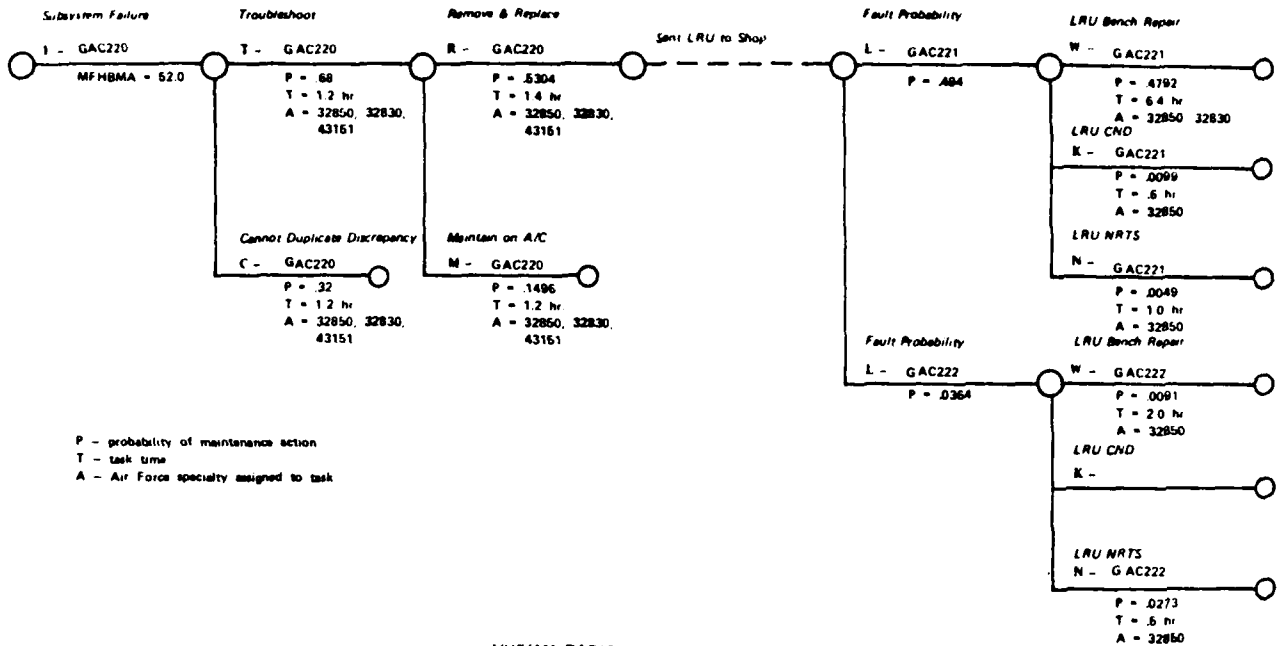 Subsystem Failure
I - GAC220
MFHBMA = 52.0
Troubleshoot
T - GAC220
P = .68
T = 1.2 hr
A = 32850, 32830,
43151
Cannot Duplicate Discrepancy
C - GAC220
P = .32
T = 1.2 hr
A = 32850, 32830,
43151
Remove & Replace
R - GAC220
P = .5304
T = 1.4 hr
A = 32850, 32830,
43151
Maintain on A/C
M - GAC220
P = .1496
T = 1.2 hr
A = 32850, 32830,
43151
Sent LRU to Shop
Fault Probability
L - GAC221
P = .494
LRU Bench Repair
W - GAC221
P = .4792
T = 6.4 hr
A = 32850 32830
LRU CND
K - GAC221
P = .0099
T = .6 hr
A = 32850
LRU NRTS
N - GAC221
P = .0049
T = 1.0 hr
A = 32850
Fault Probability
L - GAC222
P = .0364
LRU Bench Repair
W - GAC222
P = .0091
T = 2.0 hr
A = 32850
LRU CND
K -
LRU NRTS
N - GAC222
P = .0273
T = .6 hr
A = 32850
P - probability of maintenance action
T - task time
A - Air Force specialty assigned to task